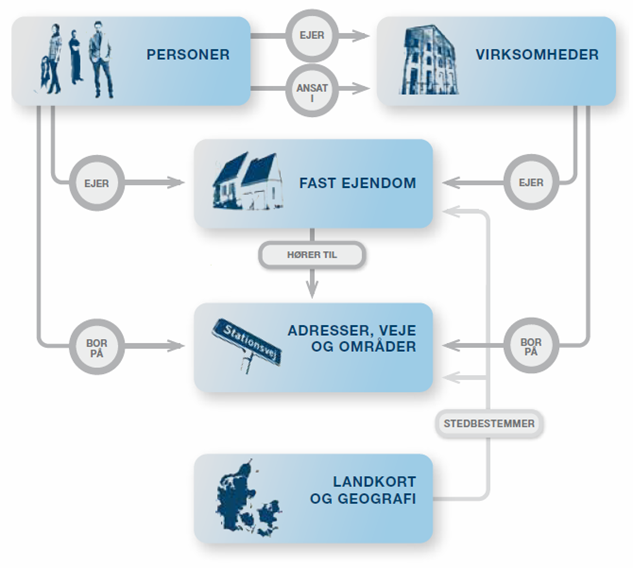 PERSONER
EJER
VIRKSOMHEDER
ANSAT
I
EJER
FAST EJENDOM
EJER
HØRER TIL
Stationsvej
ADRESSER, VEJE
OG OMRÅDER
BOR
PÅ
BOR
PÅ
STEDBESTEMMER
LANDKORT
OG GEOGRAFI